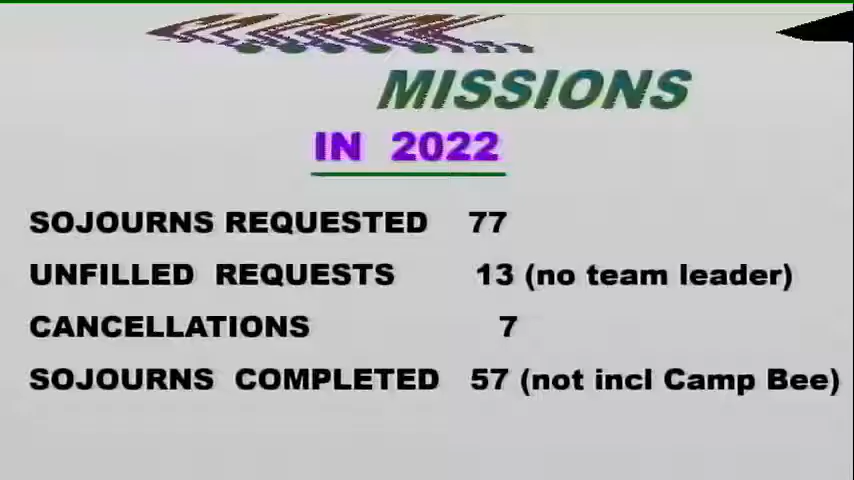 MISSIONS
IN 2022
SOJOURNS REQUESTED 77
UNFILLED REQUESTS 13 (no team leader)
CANCELLATIONS 7
SOJOURNS COMPLETED 57 (not incl Camp Bee)